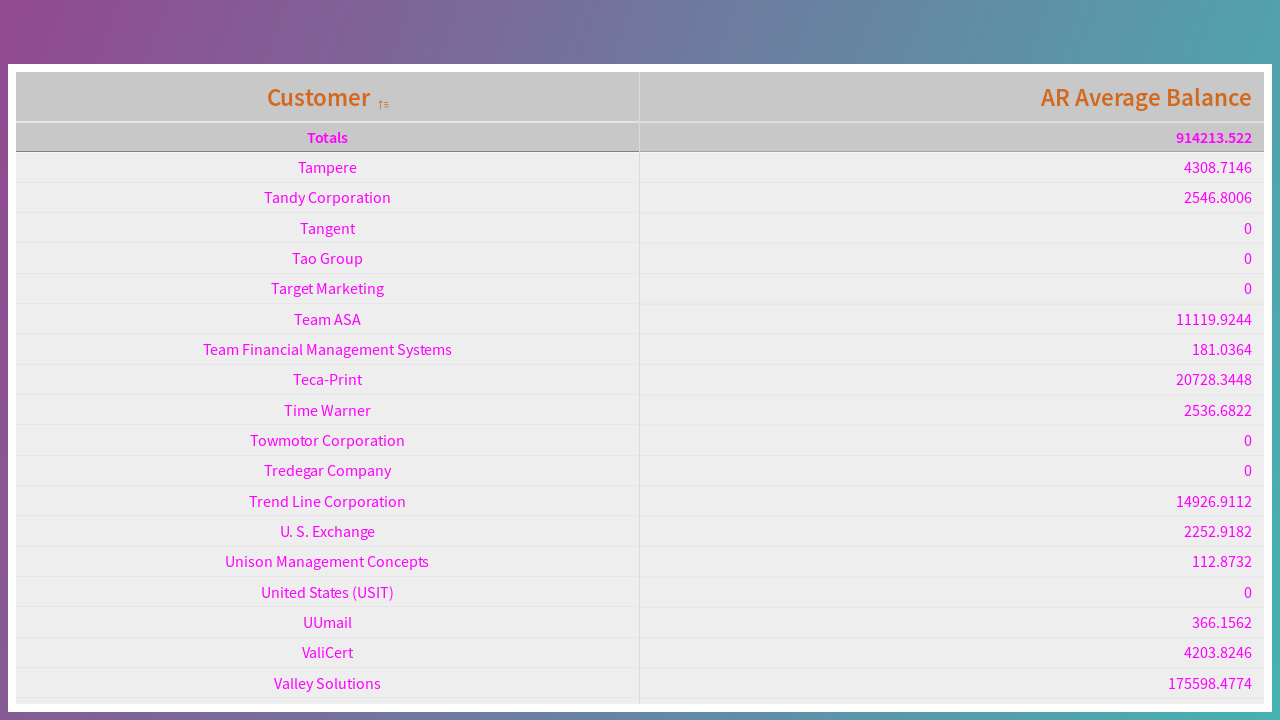 Customer AR Average Balance
Totals 914213.522
Tampere 4308.7146
Tandy Corporation 2546.8006
Tangent 0
Tao Group 0
Target Marketing 0
Team ASA 11119.9244
Team Financial Management Systems 181.0364
Teca-Print 20728.3448
Time Warner 2536.6822
Towmotor Corporation 0
Tredegar Company 0
Trend Line Corporation 14926.9112
U. S. Exchange 2252.9182
Unison Management Concepts 112.8732
United States (USIT) 0
UUmail 366.1562
ValiCert 4203.8246
Valley Solutions 175598.4774